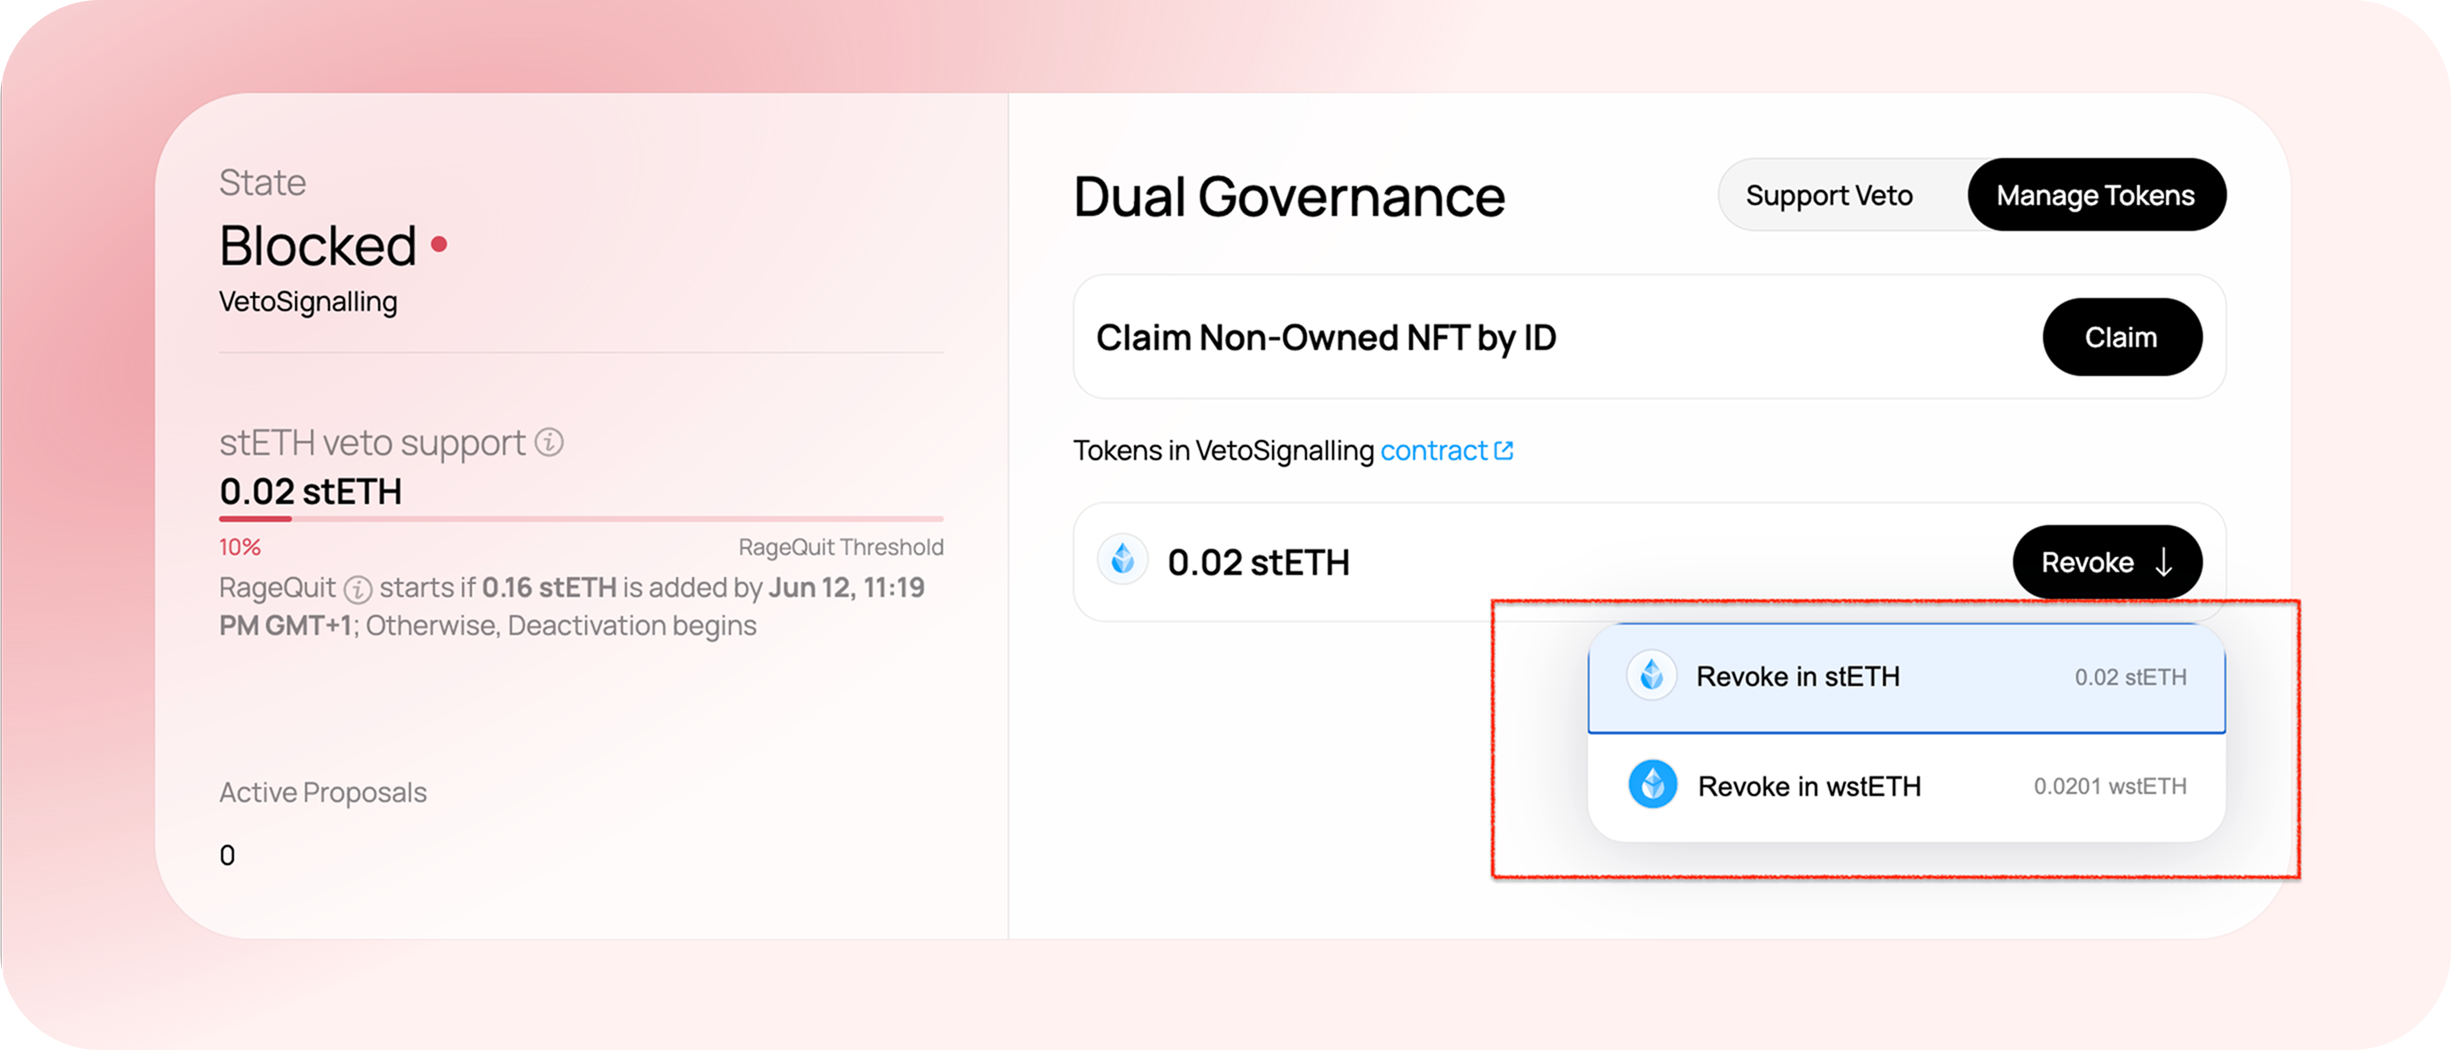 State
Blocked
VetoSignalling
stETH veto support
0.02 stETH
10%
RageQuit Threshold
RageQuit starts if 0.16 stETH is added by Jun 12, 11:19
PM GMT+1; Otherwise, Deactivation begins
Active Proposals
0
Dual Governance
Support Veto
Manage Tokens
Claim Non-Owned NFT by ID
Claim
Tokens in VetoSignalling contract
0.02 stETH
Revoke
Revoke in stETH
0.02 stETH
Revoke in wstETH
0.0201 wstETH